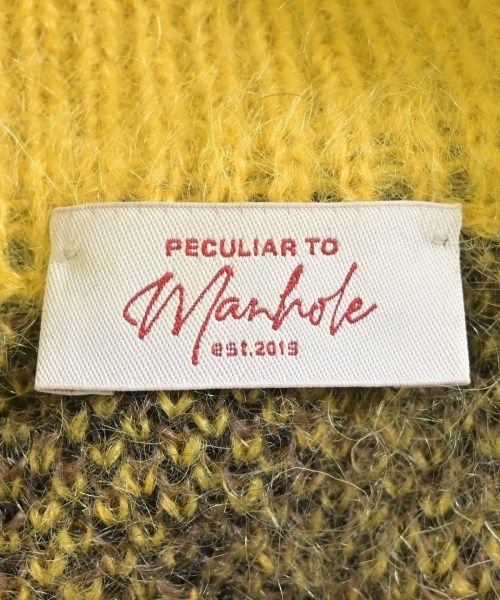 PECULIAR TO
Manhole
est.2019